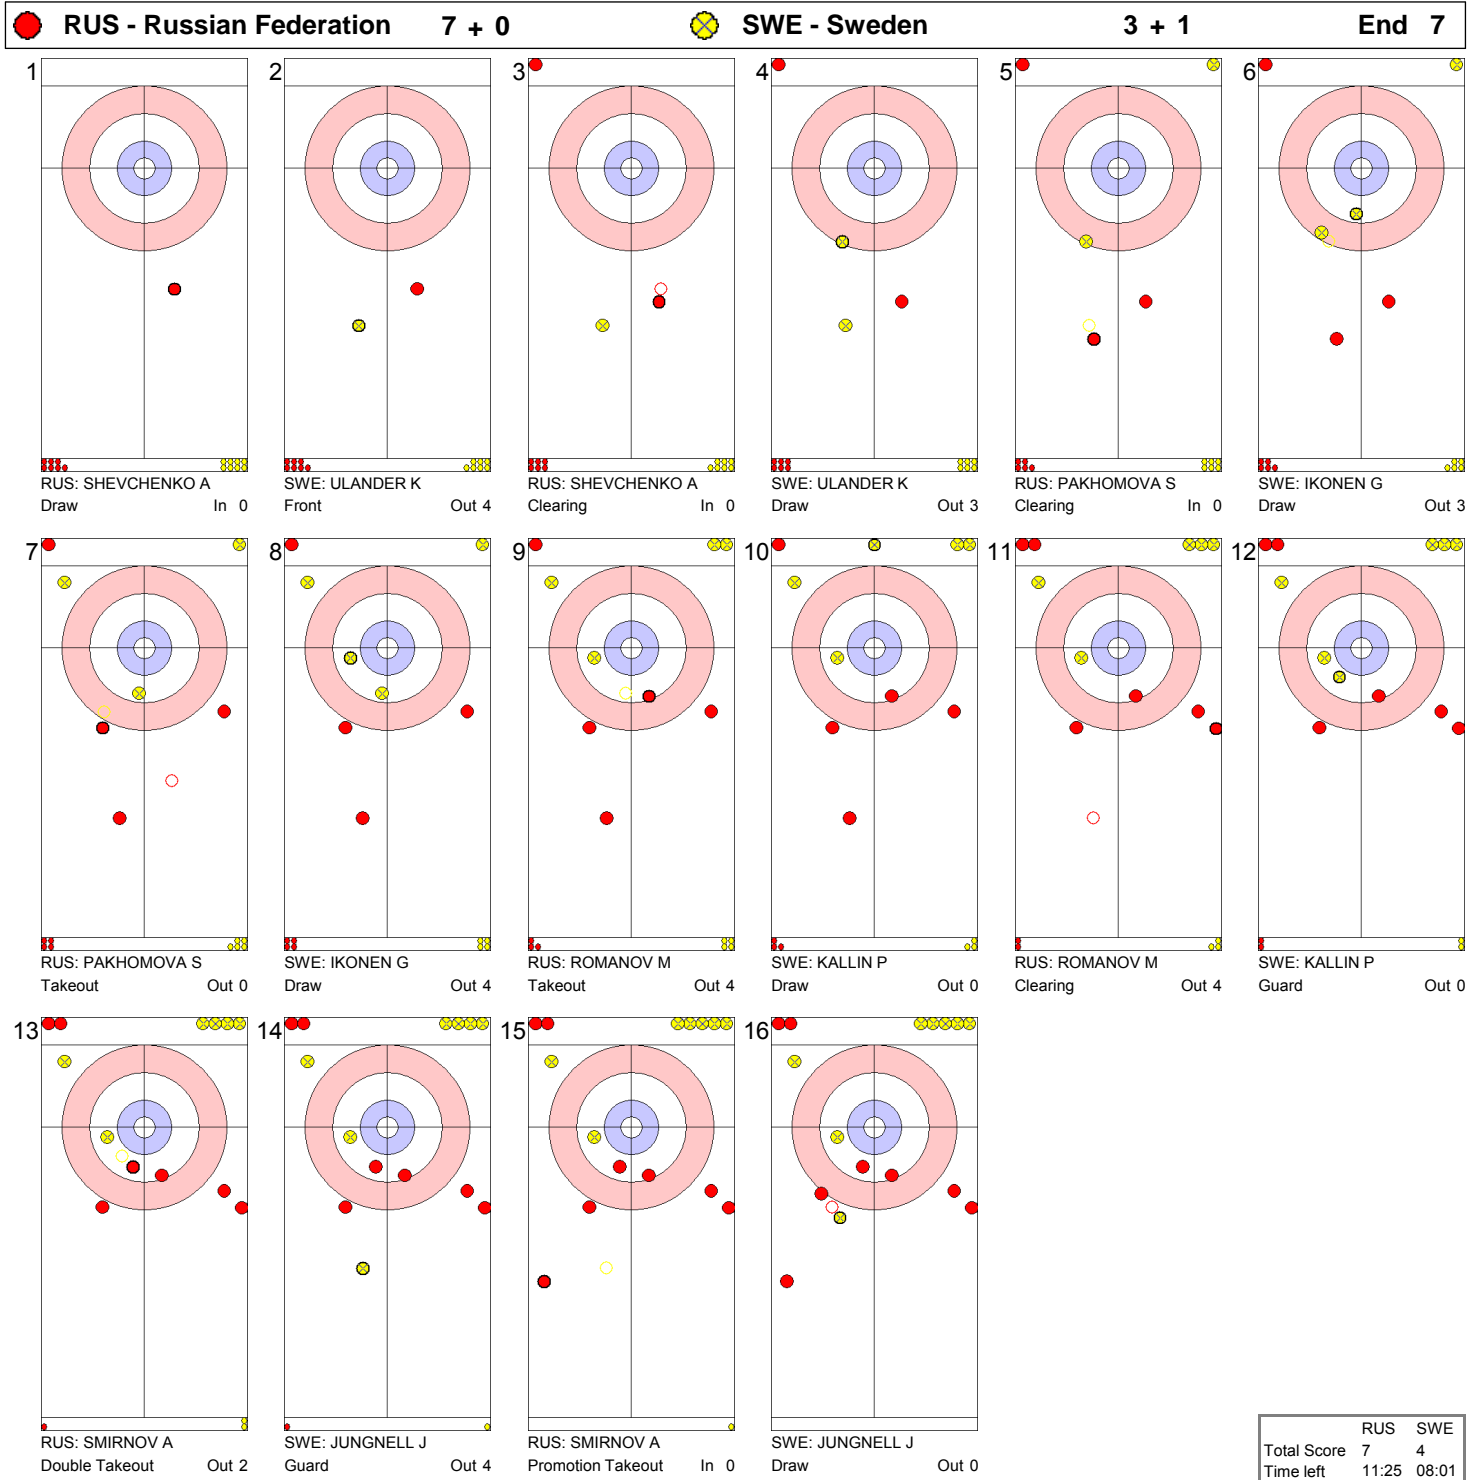 RUS - Russian Federation 7 + 0 SWE - Sweden 3 + 1 End 7
1 2 3 4 5 6
RUS: SHEVCHENKO A SWE: ULANDER K RUS: SHEVCHENKO A SWE: ULANDER K RUS: PAKHOMOVA S SWE: IKONEN G
Draw In 0 Front Out 4 Clearing In 0 Draw Out 3 Clearing In 0 Draw Out 3
7 8 9 10 11 12
RUS: PAKHOMOVA S SWE: IKONEN G RUS: ROMANOV M SWE: KALLIN P RUS: ROMANOV M SWE: KALLIN P
Takeout Out 0 Draw Out 4 Takeout Out 4 Draw Out 0 Clearing Out 4 Guard Out 0
13 14 15 16
RUS: SMIRNOV A SWE: JUNGNELL J RUS: SMIRNOV A SWE: JUNGNELL J
Double Takeout Out 2 Guard Out 4 Promotion Takeout In 0 Draw Out 0
RUS SWE
Total Score 7 4
Time left 11:25 08:01